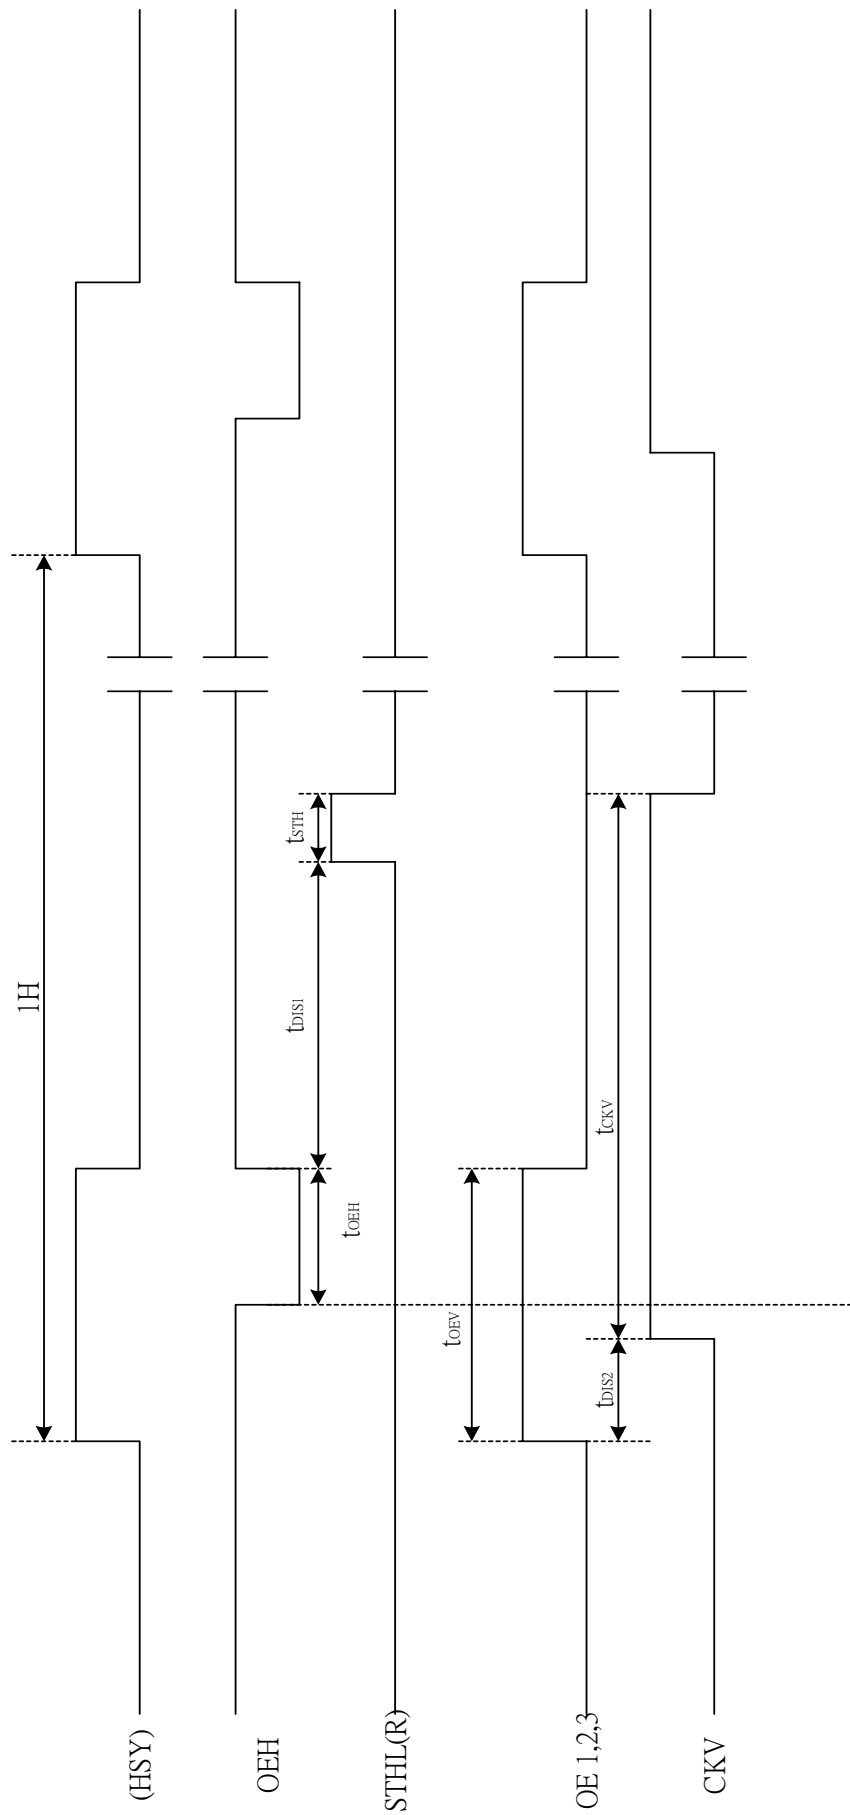 1H
(HSY)
OEH
tSTH
tDIS1
tOEH
STHL(R)
tOEV
OE 1,2,3
tCKV
tDIS2
CKV